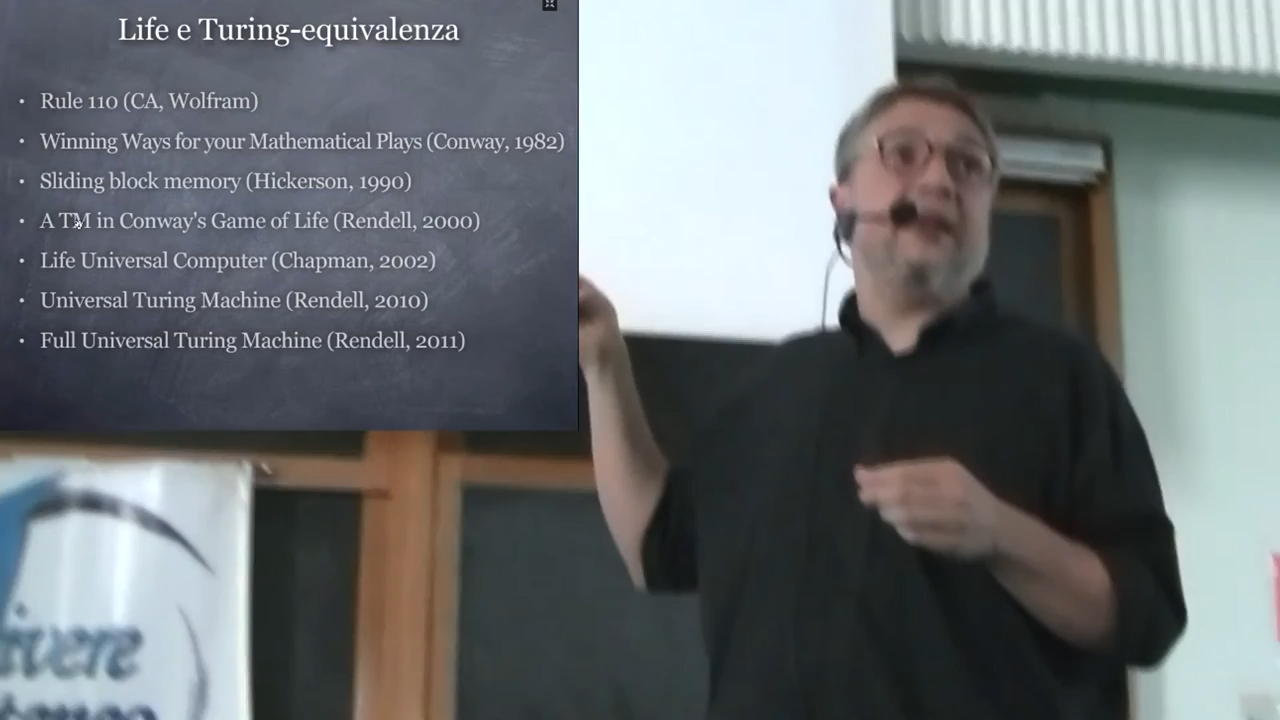 Life e Turing-equivalenza
• Rule 110 (CA, Wolfram)
• Winning Ways for your Mathematical Plays (Conway, 1982)
• Sliding block memory (Hickerson, 1990)
• A TM in Conway's Game of Life (Rendell, 2000)
• Life Universal Computer (Chapman, 2002)
• Universal Turing Machine (Rendell, 2010)
• Full Universal Turing Machine (Rendell, 2011)
ivere